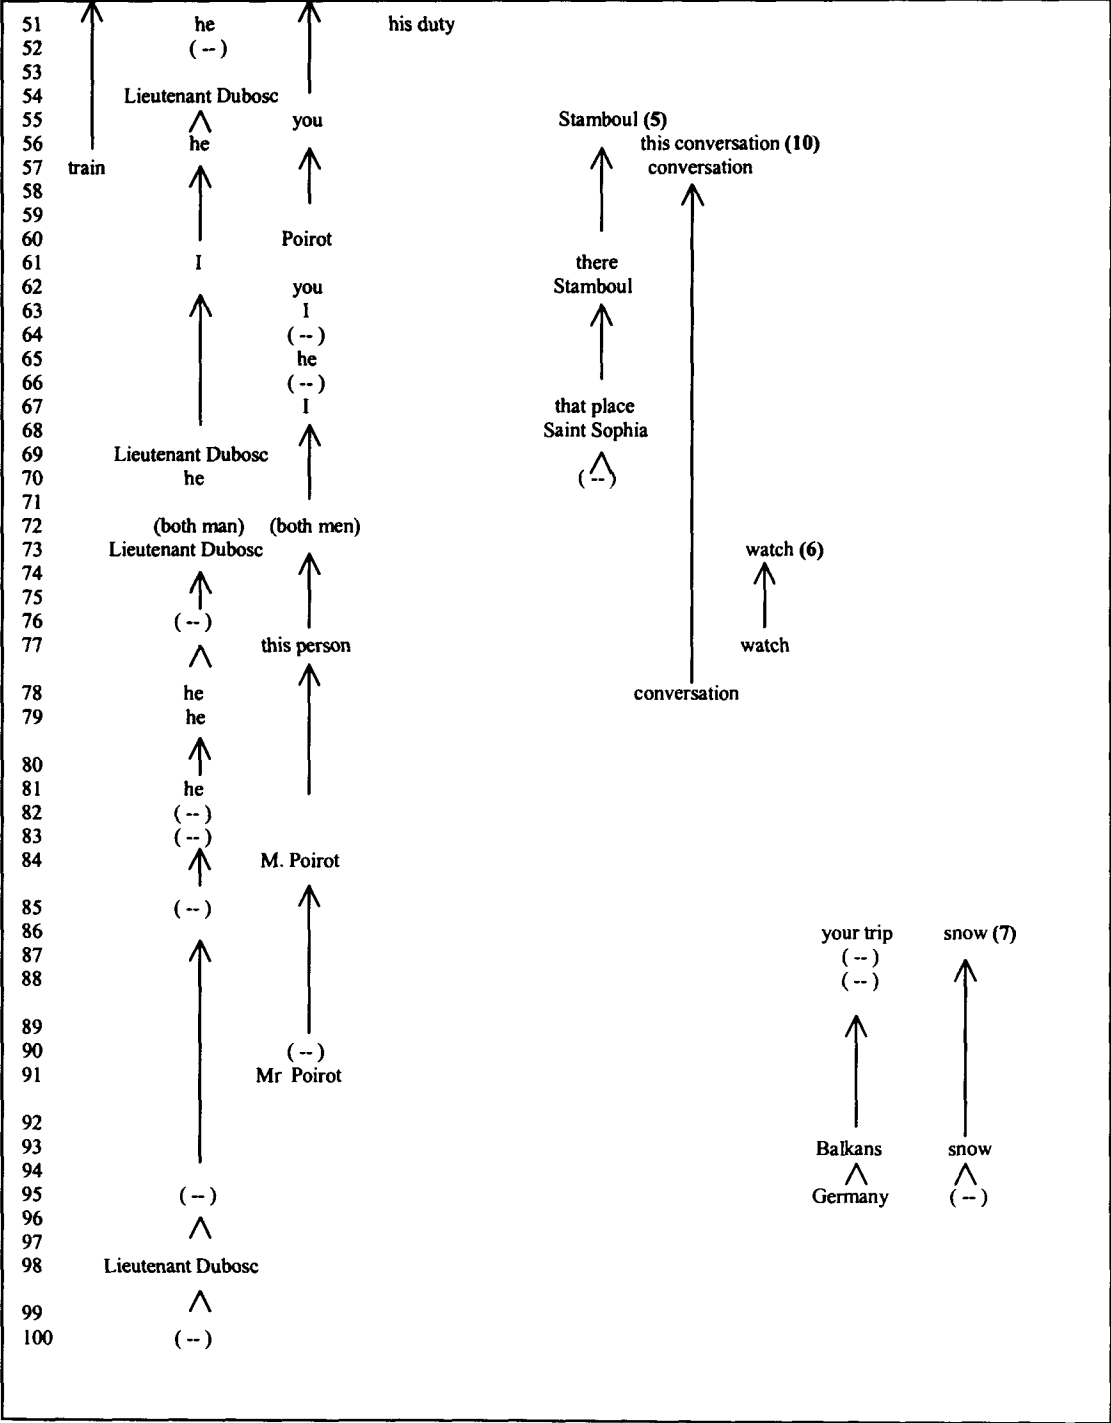 51 he his duty
52 ( -- )
53
54 Lieutenant Dubosc
55 you Stamboul (5)
56 he this conversation (10)
57 train conversation
58
59
60 Poirot
61 I there
62 you Stamboul
63 I
64 ( -- )
65 he
66 ( -- )
67 I that place
68 Saint Sophia
69 Lieutenant Dubosc
70 he ( -- )
71
72 (both man) (both men)
73 Lieutenant Dubosc watch (6)
74
75
76 ( -- )
77 this person watch
78 he conversation
79 he
80
81 he
82 ( -- )
83 ( -- )
84 M. Poirot
85 ( -- )
86 your trip snow (7)
87 ( -- )
88 ( -- )
89
90 ( -- )
91 Mr Poirot
92
93 Balkans snow
94
95 ( -- ) Germany ( -- )
96
97
98 Lieutenant Dubosc
99
100 ( -- )